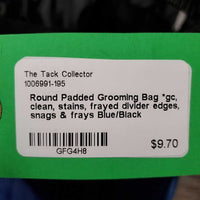 The Tack Collector
1006991-195
Round Padded Grooming Bag *gc,
clean, stains, frayed divider edges,
snags & frays Blue/Black
GFG4H8
$9.70